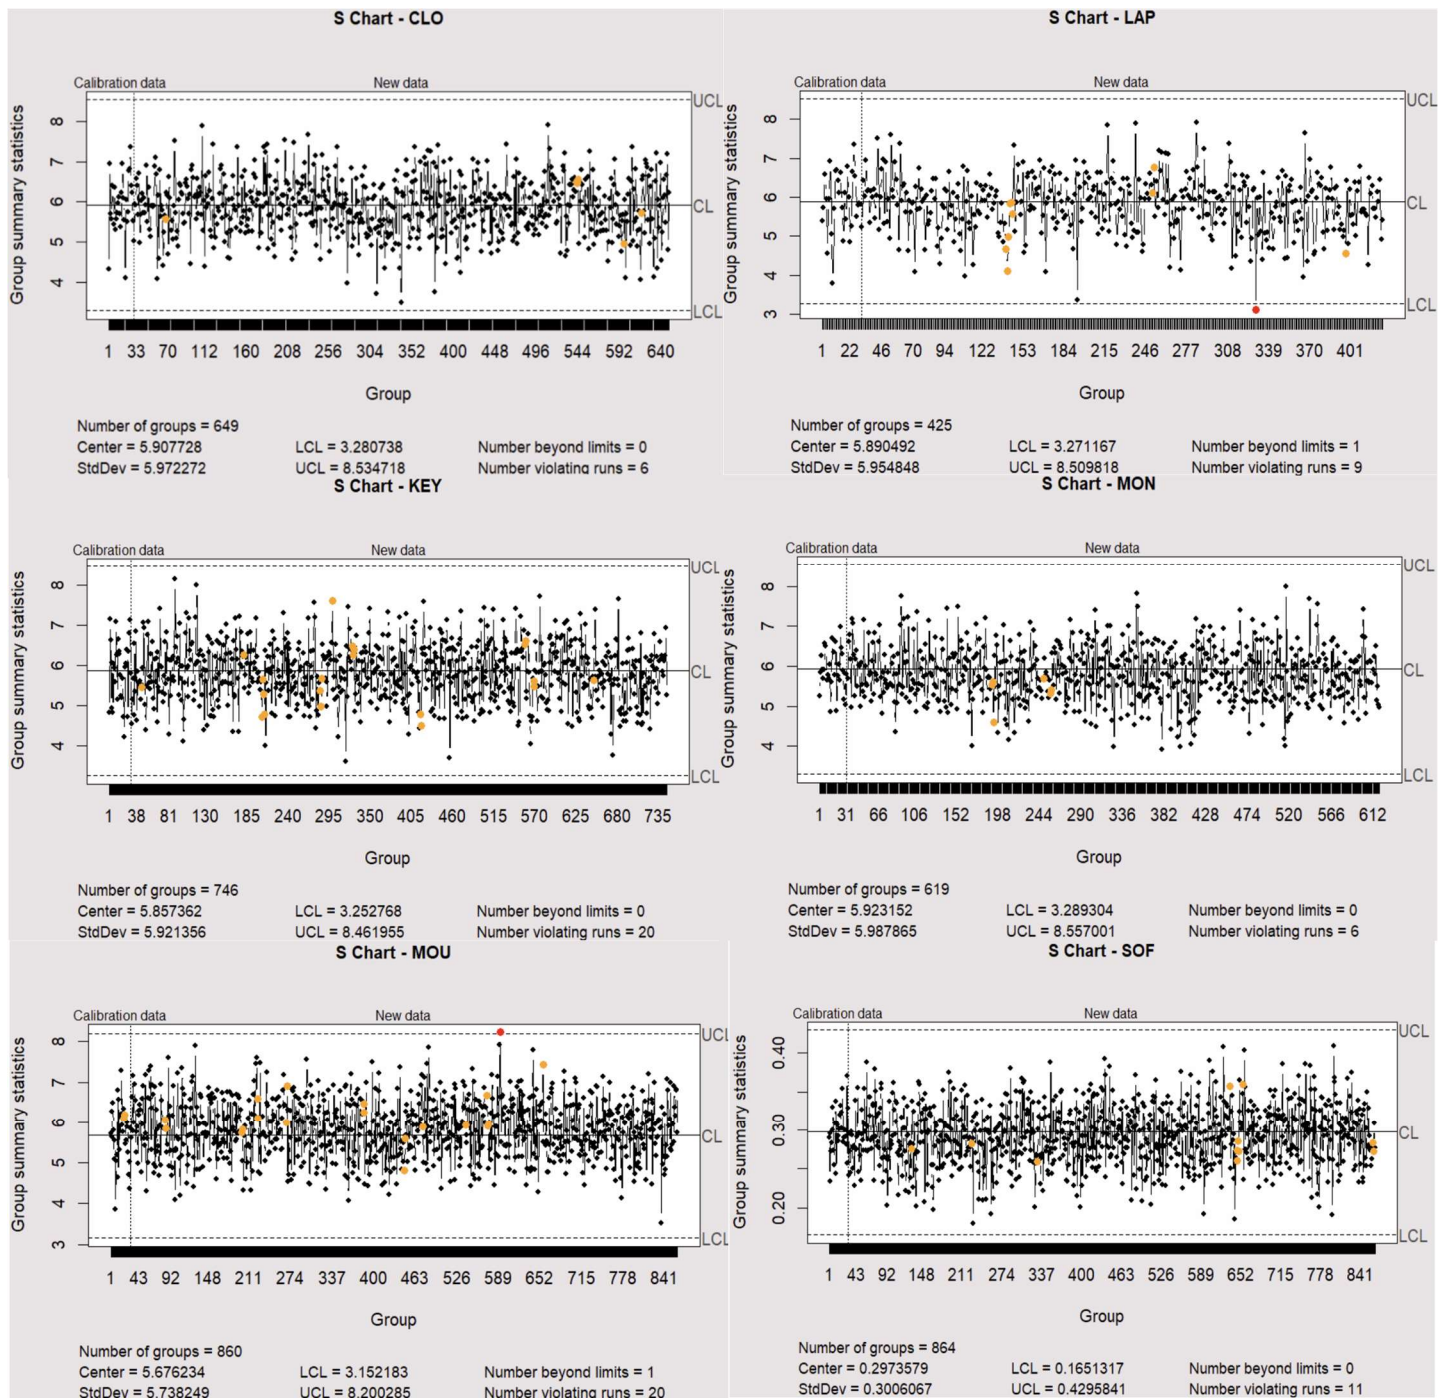 S Chart - CLO
Calibration data New data
Group summary statistics
8
7
6
5
4
UCL
CL
LCL
1 33 70 112 160 208 256 304 352 400 448 496 544 592 640
Group
Number of groups = 649
Center = 5.907728 LCL = 3.280738 Number beyond limits = 0
StdDev = 5.972272 UCL = 8.534718 Number violating runs = 6
S Chart - LAP
Calibration data New data
Group summary statistics
8
7
6
5
4
3
UCL
CL
LCL
1 22 46 70 94 122 153 184 215 246 277 308 339 370 401
Group
Number of groups = 425
Center = 5.890492 LCL = 3.271167 Number beyond limits = 1
StdDev = 5.954848 UCL = 8.509818 Number violating runs = 9
S Chart - KEY
Calibration data New data
Group summary statistics
8
7
6
5
4
UCL
CL
LCL
1 38 81 130 185 240 295 350 405 460 515 570 625 680 735
Group
Number of groups = 746
Center = 5.857362 LCL = 3.252768 Number beyond limits = 0
StdDev = 5.921356 UCL = 8.461955 Number violating runs = 20
S Chart - MON
Calibration data New data
Group summary statistics
8
7
6
5
4
UCL
CL
LCL
1 31 66 106 152 198 244 290 336 382 428 474 520 566 612
Group
Number of groups = 619
Center = 5.923152 LCL = 3.289304 Number beyond limits = 0
StdDev = 5.987865 UCL = 8.557001 Number violating runs = 6
S Chart - MOU
Calibration data New data
Group summary statistics
8
7
6
5
4
3
UCL
CL
LCL
1 43 92 148 211 274 337 400 463 526 589 652 715 778 841
Group
Number of groups = 860
Center = 5.676234 LCL = 3.152183 Number beyond limits = 1
StdDev = 5.738249 UCL = 8.200285 Number violating runs = 20
S Chart - SOF
Calibration data New data
Group summary statistics
0.40
0.30
0.20
UCL
CL
LCL
1 43 92 148 211 274 337 400 463 526 589 652 715 778 841
Group
Number of groups = 864
Center = 0.2973579 LCL = 0.1651317 Number beyond limits = 0
StdDev = 0.3006067 UCL = 0.4295841 Number violating runs = 11